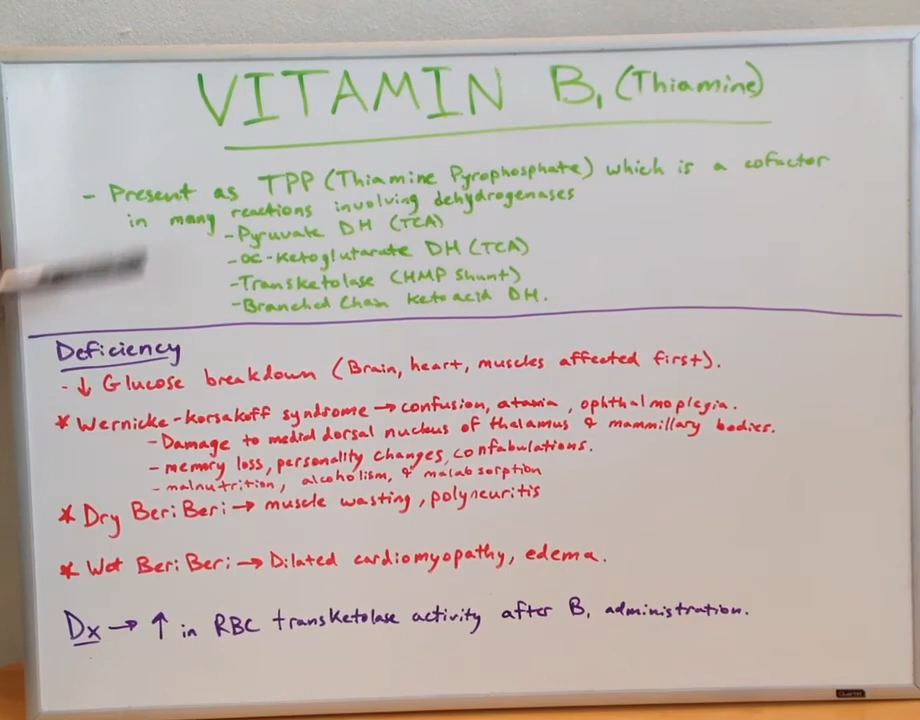 VITAMIN B₁ (Thiamine)
- Present as TPP (Thiamine Pyrophosphate) which is a cofactor
in many reactions involving dehydrogenases
- Pyruvate DH (TCA)
- α-Ketoglutarate DH (TCA)
- Transketolase (HMP Shunt)
- Branched Chain Ketoacid DH.
Deficiency
- ↓ Glucose breakdown (Brain, heart, muscles affected first).
* Wernicke-Korsakoff syndrome → confusion, ataxia, ophthalmoplegia.
- Damage to medial dorsal nucleus of thalamus & mammillary bodies.
- memory loss, personality changes, confabulations.
- malnutrition, alcoholism, & malabsorption
* Dry Beri Beri → muscle wasting, polyneuritis
* Wet Beri Beri → Dilated cardiomyopathy, edema.
Dx → ↑ in RBC transketolase activity after B₁ administration.
Quartet